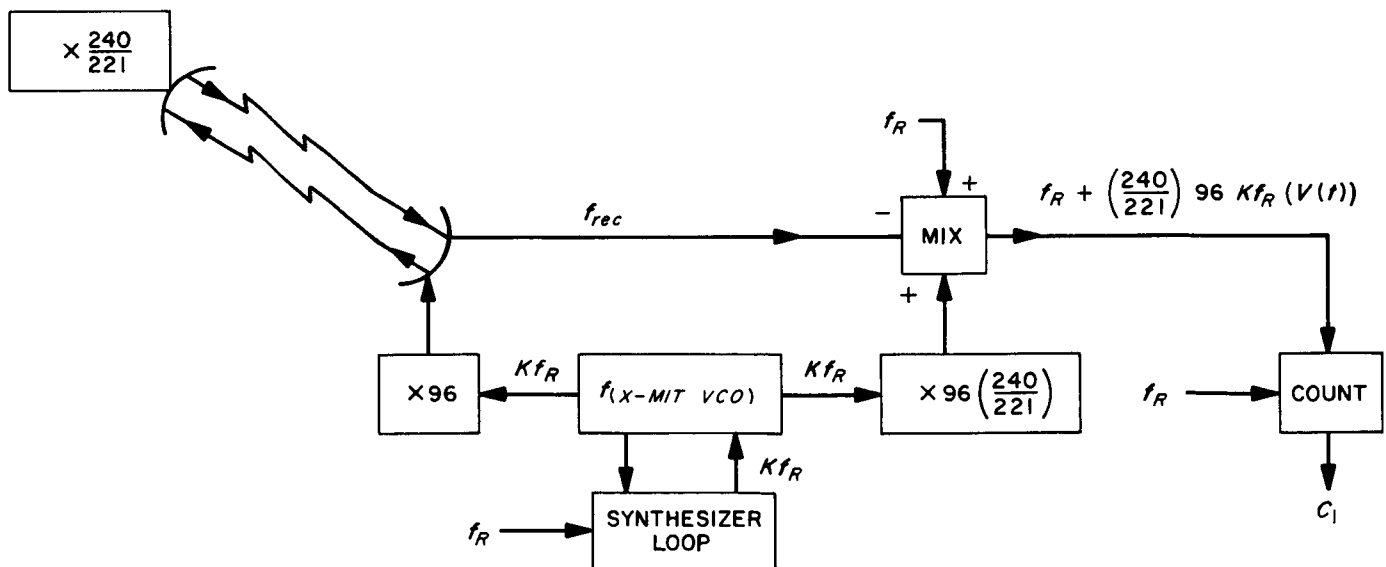 × 240/221
f_R
+
−
f_rec
MIX
f_R + (240/221) 96 Kf_R (V(t))
+
×96
Kf_R
f(X-MIT VCO)
Kf_R
×96 (240/221)
f_R
COUNT
Kf_R
f_R
SYNTHESIZER
LOOP
C_1